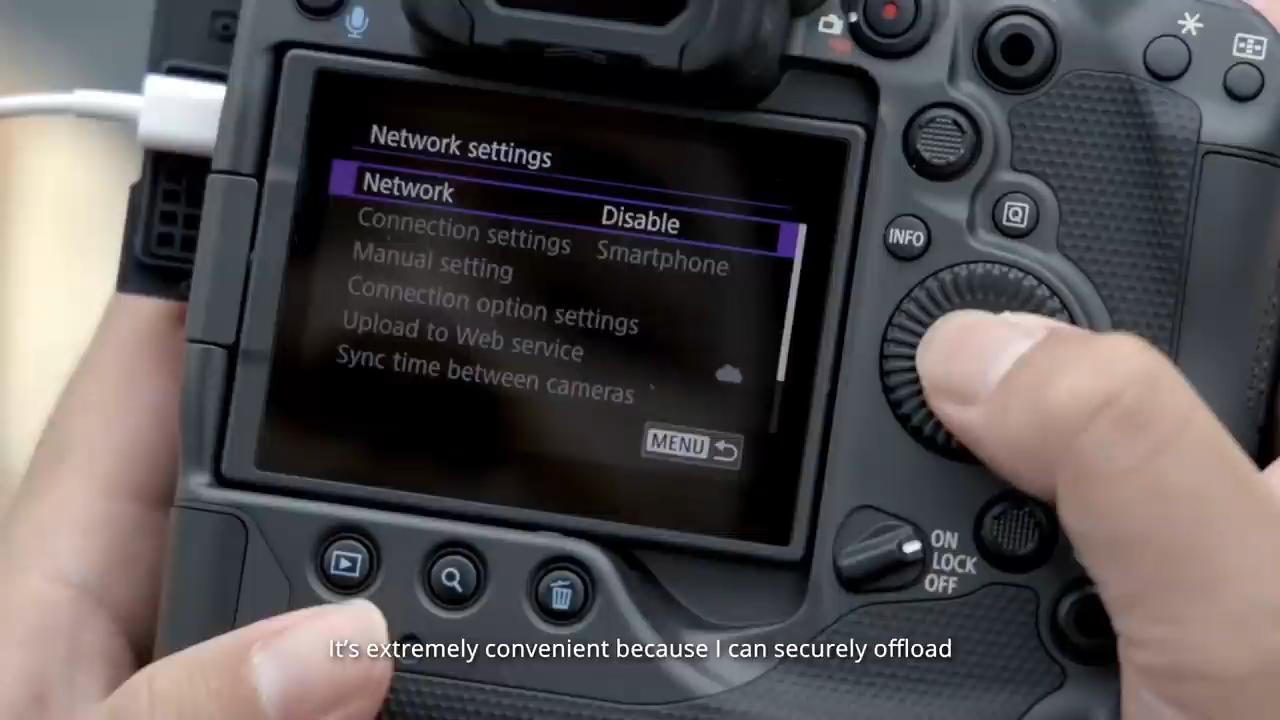 Network settings
Network Disable
Connection settings Smartphone
Manual setting
Connection option settings
Upload to Web service
Sync time between cameras
MENU
INFO
Q
ON
LOCK
OFF
It's extremely convenient because I can securely offload